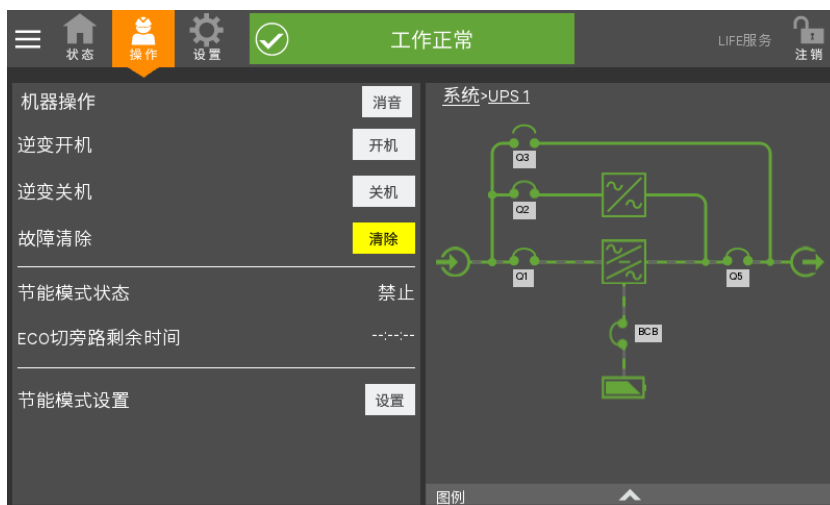 状态
操作
设置
工作正常
LIFE服务
注销
机器操作 消音
逆变开机 开机
逆变关机 关机
故障清除 清除
节能模式状态 禁止
ECO切旁路剩余时间 --:--:--
节能模式设置 设置
系统>UPS 1
Q3
Q2
Q1
Q5
BCB
图例